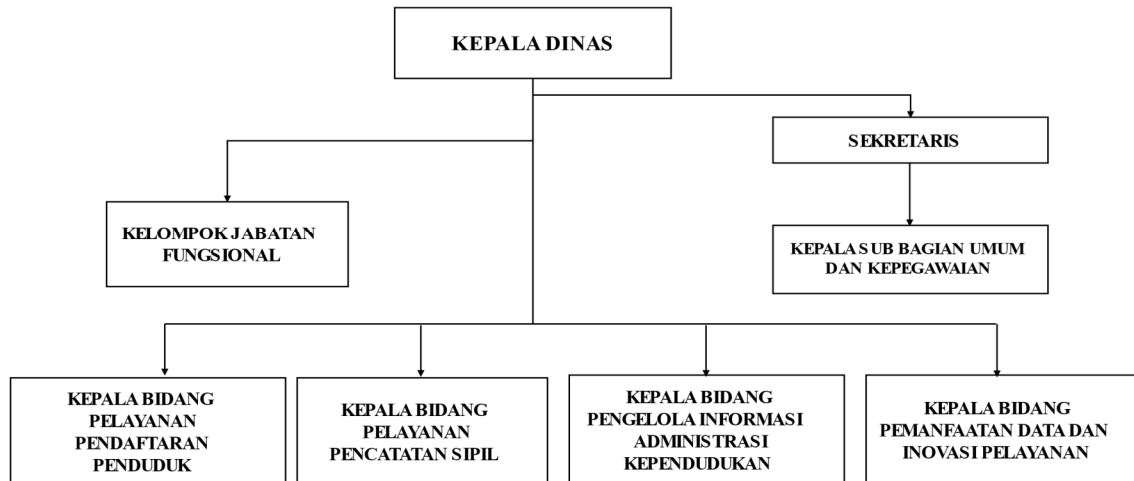 KEPALA DINAS
SEKRETARIS
KELOMPOK JABATAN
FUNGSIONAL
KEPALA SUB BAGIAN UMUM
DAN KEPEGAWAIAN
KEPALA BIDANG
PELAYANAN
PENDAFTARAN
PENDUDUK
KEPALA BIDANG
PELAYANAN
PENCATATAN SIPIL
KEPALA BIDANG
PENGELOLA INFORMASI
ADMINISTRASI
KEPENDUDUKAN
KEPALA BIDANG
PEMANFAATAN DATA DAN
INOVASI PELAYANAN